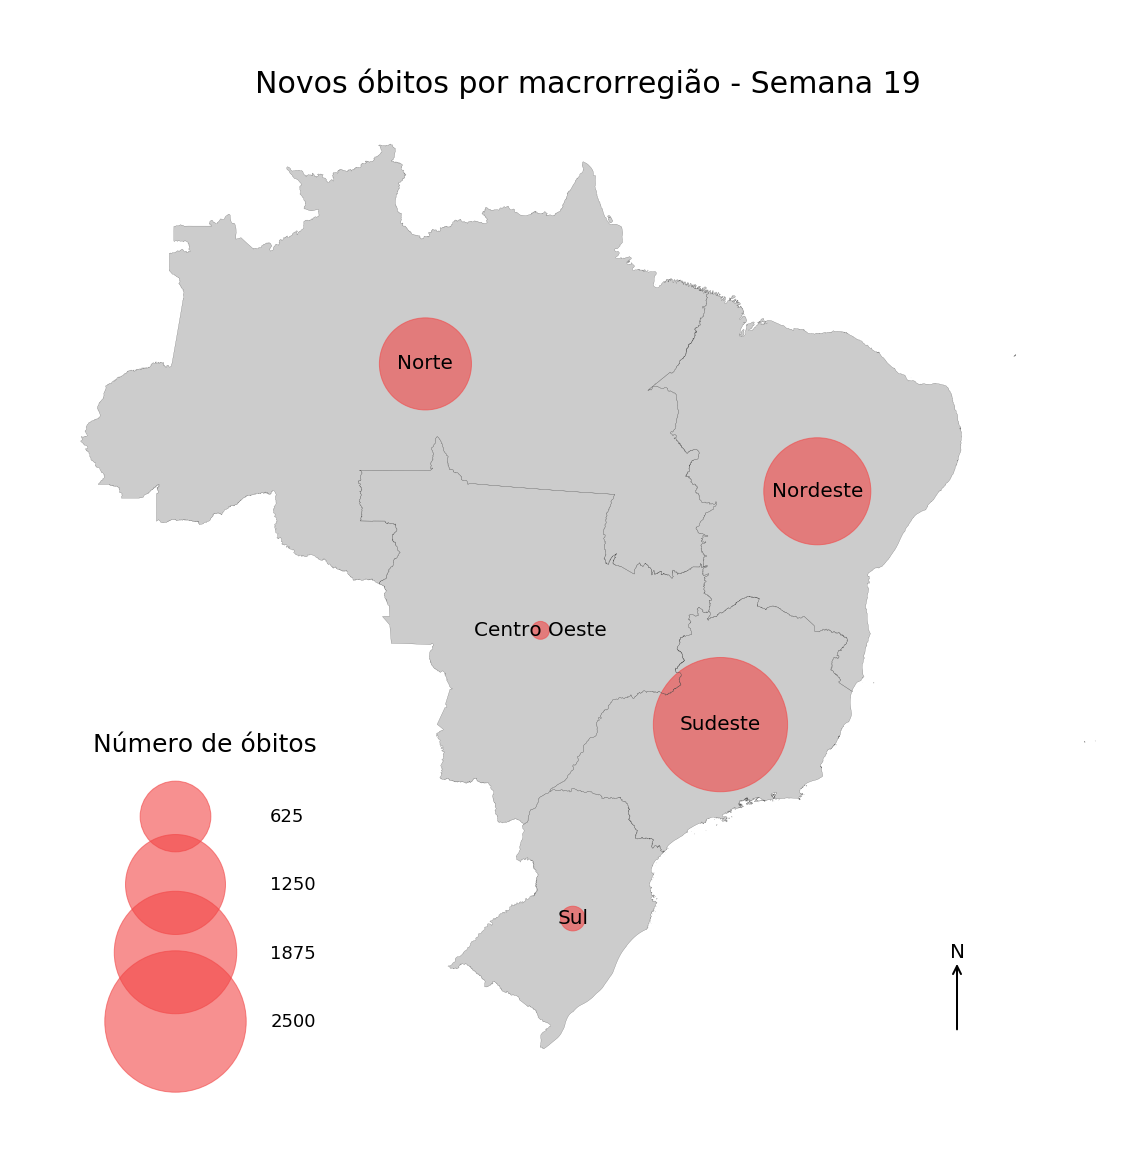 Novos óbitos por macrorregião - Semana 19
Norte
Nordeste
Centro Oeste
Sudeste
Número de óbitos
625
1250
Sul
1875
N
2500